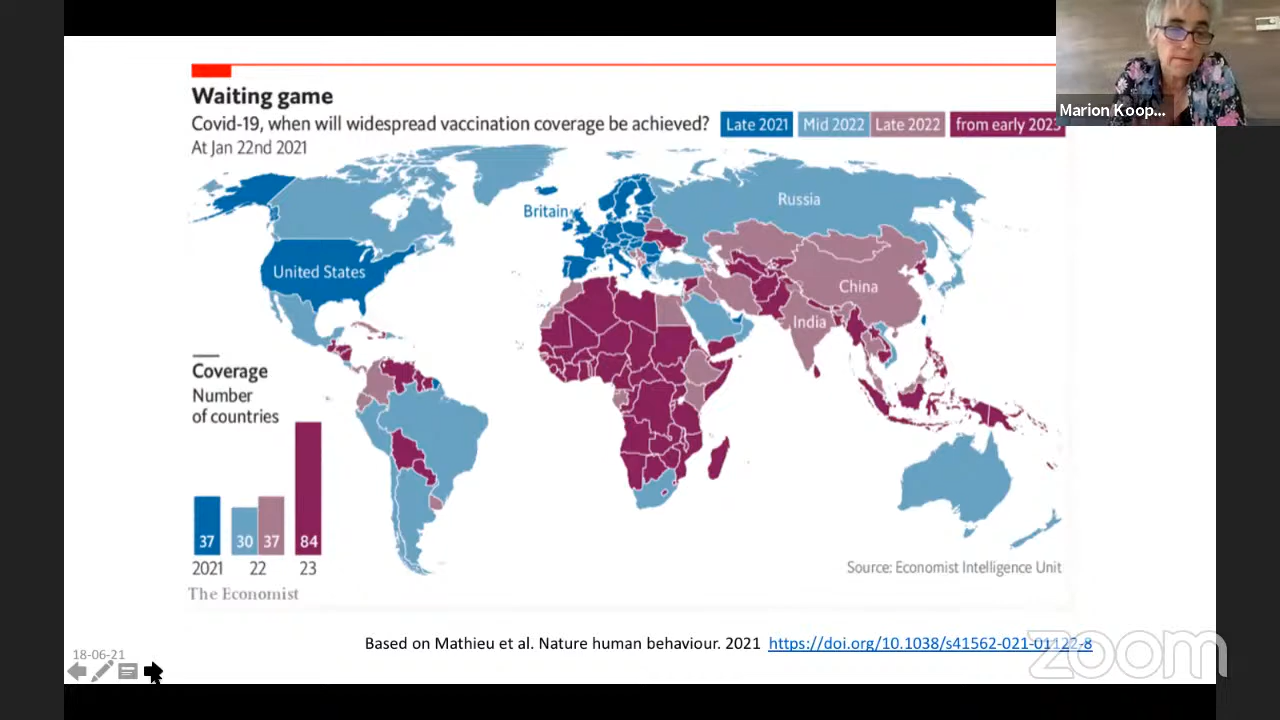 Marion Koop...
Waiting game
Covid-19, when will widespread vaccination coverage be achieved?
Late 2021
Mid 2022
Late 2022
from early 2023
At Jan 22nd 2021
Russia
Britain
United States
China
India
Coverage
Number
of countries
37
30
37
84
2021
22
23
Source: Economist Intelligence Unit
The Economist
Based on Mathieu et al. Nature human behaviour. 2021 https://doi.org/10.1038/s41562-021-01122-8
18-06-21
zoom